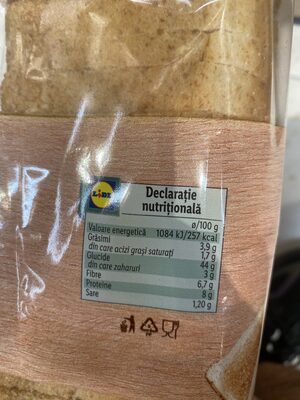 LIDL
Declarație
nutrițională
ø/100 g
Valoare energetică 1084 kJ/257 kcal
Grăsimi 3,9 g
din care acizi grași saturați 1,7 g
Glucide 44 g
din care zaharuri 3 g
Fibre 6,7 g
Proteine 8 g
Sare 1,20 g